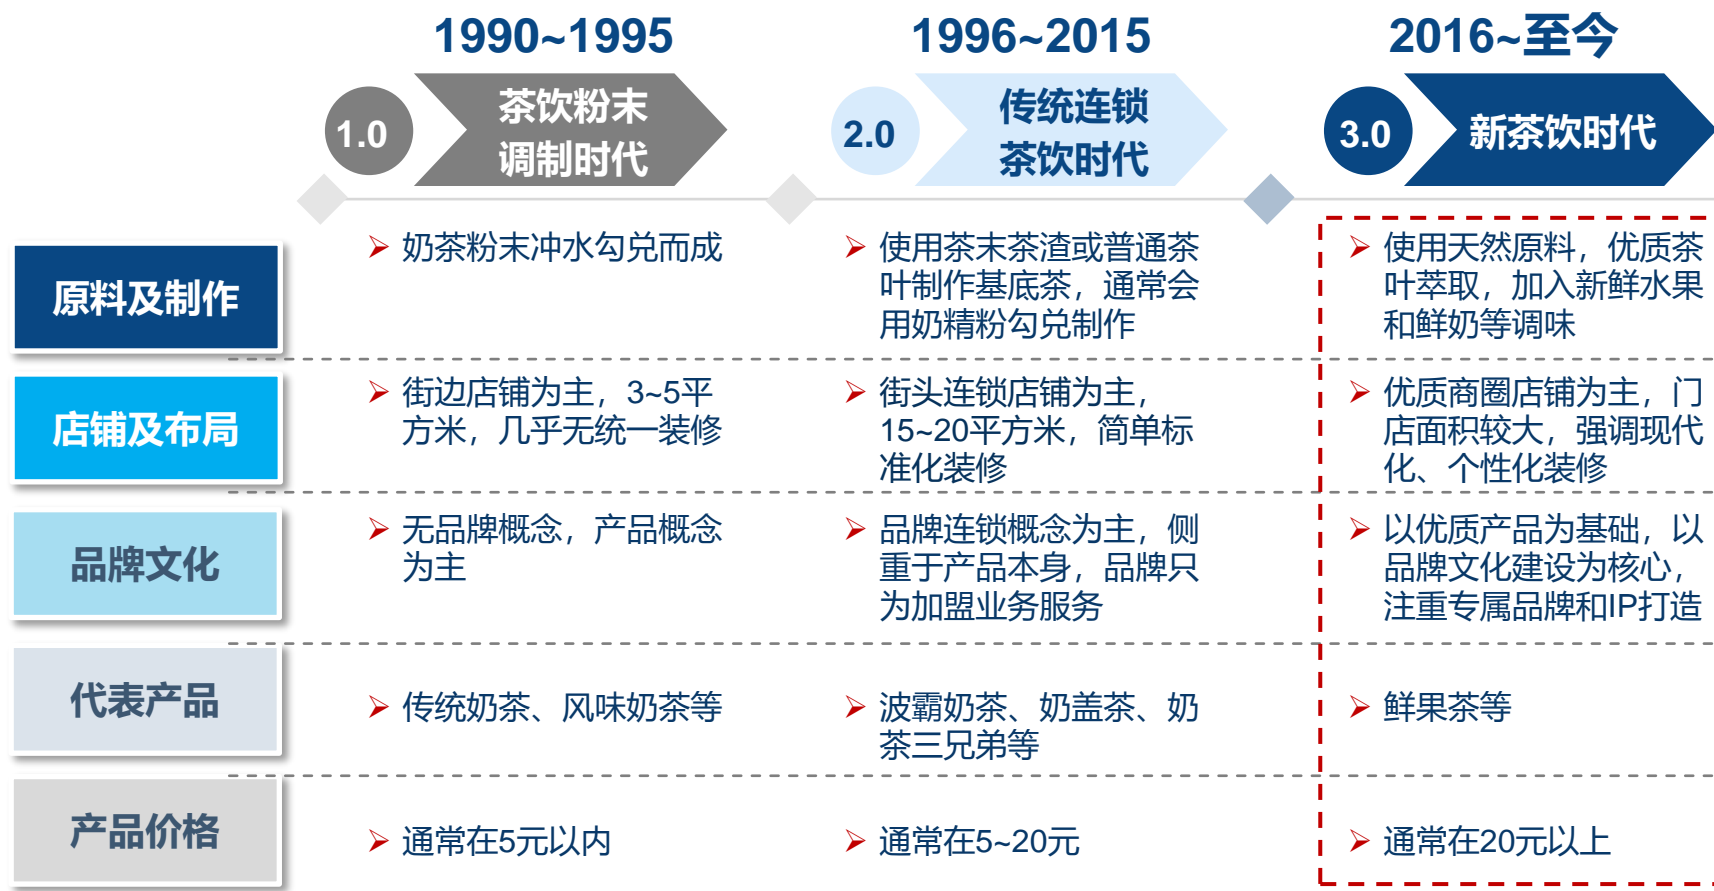 1990~1995
1996~2015
2016~至今
1.0
茶饮粉末
调制时代
2.0
传统连锁
茶饮时代
3.0
新茶饮时代
原料及制作
奶茶粉末冲水勾兑而成
使用茶末茶渣或普通茶
叶制作基底茶，通常会
用奶精粉勾兑制作
使用天然原料，优质茶
叶萃取，加入新鲜水果
和鲜奶等调味
店铺及布局
街边店铺为主，3~5平
方米，几乎无统一装修
街头连锁店铺为主，
15~20平方米，简单标
准化装修
优质商圈店铺为主，门
店面积较大，强调现代
化、个性化装修
品牌文化
无品牌概念，产品概念
为主
品牌连锁概念为主，侧
重于产品本身，品牌只
为加盟业务服务
以优质产品为基础，以
品牌文化建设为核心，
注重专属品牌和IP打造
代表产品
传统奶茶、风味奶茶等
波霸奶茶、奶盖茶、奶
茶三兄弟等
鲜果茶等
产品价格
通常在5元以内
通常在5~20元
通常在20元以上